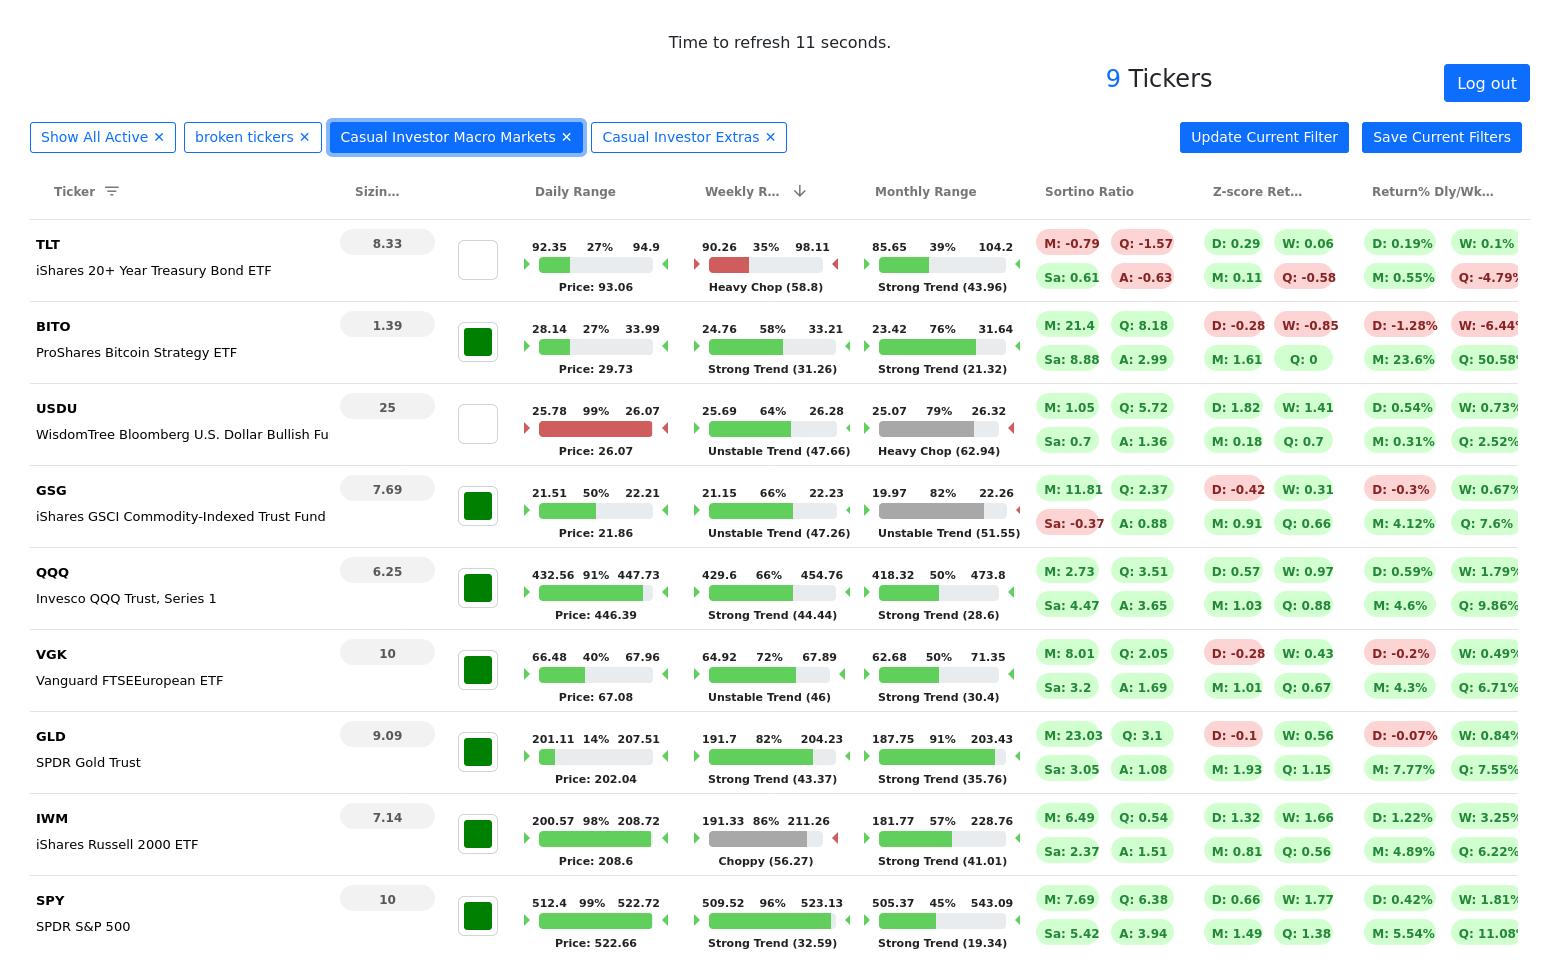 Time to refresh 11 seconds.
9 Tickers
Log out
Show All Active ✕ broken tickers ✕ Casual Investor Macro Markets ✕ Casual Investor Extras ✕ Update Current Filter Save Current Filters
Ticker Sizin... Daily Range Weekly R... Monthly Range Sortino Ratio Z-score Ret... Return% Dly/Wk...
TLT 8.33 92.35 27% 94.9 90.26 35% 98.11 85.65 39% 104.2 M: -0.79 Q: -1.57 D: 0.29 W: 0.06 D: 0.19% W: 0.1%
iShares 20+ Year Treasury Bond ETF Sa: 0.61 A: -0.63 M: 0.11 Q: -0.58 M: 0.55% Q: -4.79%
Price: 93.06 Heavy Chop (58.8) Strong Trend (43.96)
BITO 1.39 28.14 27% 33.99 24.76 58% 33.21 23.42 76% 31.64 M: 21.4 Q: 8.18 D: -0.28 W: -0.85 D: -1.28% W: -6.44%
ProShares Bitcoin Strategy ETF Sa: 8.88 A: 2.99 M: 1.61 Q: 0 M: 23.6% Q: 50.58%
Price: 29.73 Strong Trend (31.26) Strong Trend (21.32)
USDU 25 25.78 99% 26.07 25.69 64% 26.28 25.07 79% 26.32 M: 1.05 Q: 5.72 D: 1.82 W: 1.41 D: 0.54% W: 0.73%
WisdomTree Bloomberg U.S. Dollar Bullish Fu Sa: 0.7 A: 1.36 M: 0.18 Q: 0.7 M: 0.31% Q: 2.52%
Price: 26.07 Unstable Trend (47.66) Heavy Chop (62.94)
GSG 7.69 21.51 50% 22.21 21.15 66% 22.23 19.97 82% 22.26 M: 11.81 Q: 2.37 D: -0.42 W: 0.31 D: -0.3% W: 0.67%
iShares GSCI Commodity-Indexed Trust Fund Sa: -0.37 A: 0.88 M: 0.91 Q: 0.66 M: 4.12% Q: 7.6%
Price: 21.86 Unstable Trend (47.26) Unstable Trend (51.55)
QQQ 6.25 432.56 91% 447.73 429.6 66% 454.76 418.32 50% 473.8 M: 2.73 Q: 3.51 D: 0.57 W: 0.97 D: 0.59% W: 1.79%
Invesco QQQ Trust, Series 1 Sa: 4.47 A: 3.65 M: 1.03 Q: 0.88 M: 4.6% Q: 9.86%
Price: 446.39 Strong Trend (44.44) Strong Trend (28.6)
VGK 10 66.48 40% 67.96 64.92 72% 67.89 62.68 50% 71.35 M: 8.01 Q: 2.05 D: -0.28 W: 0.43 D: -0.2% W: 0.49%
Vanguard FTSEEuropean ETF Sa: 3.2 A: 1.69 M: 1.01 Q: 0.67 M: 4.3% Q: 6.71%
Price: 67.08 Unstable Trend (46) Strong Trend (30.4)
GLD 9.09 201.11 14% 207.51 191.7 82% 204.23 187.75 91% 203.43 M: 23.03 Q: 3.1 D: -0.1 W: 0.56 D: -0.07% W: 0.84%
SPDR Gold Trust Sa: 3.05 A: 1.08 M: 1.93 Q: 1.15 M: 7.77% Q: 7.55%
Price: 202.04 Strong Trend (43.37) Strong Trend (35.76)
IWM 7.14 200.57 98% 208.72 191.33 86% 211.26 181.77 57% 228.76 M: 6.49 Q: 0.54 D: 1.32 W: 1.66 D: 1.22% W: 3.25%
iShares Russell 2000 ETF Sa: 2.37 A: 1.51 M: 0.81 Q: 0.56 M: 4.89% Q: 6.22%
Price: 208.6 Choppy (56.27) Strong Trend (41.01)
SPY 10 512.4 99% 522.72 509.52 96% 523.13 505.37 45% 543.09 M: 7.69 Q: 6.38 D: 0.66 W: 1.77 D: 0.42% W: 1.81%
SPDR S&P 500 Sa: 5.42 A: 3.94 M: 1.49 Q: 1.38 M: 5.54% Q: 11.08%
Price: 522.66 Strong Trend (32.59) Strong Trend (19.34)